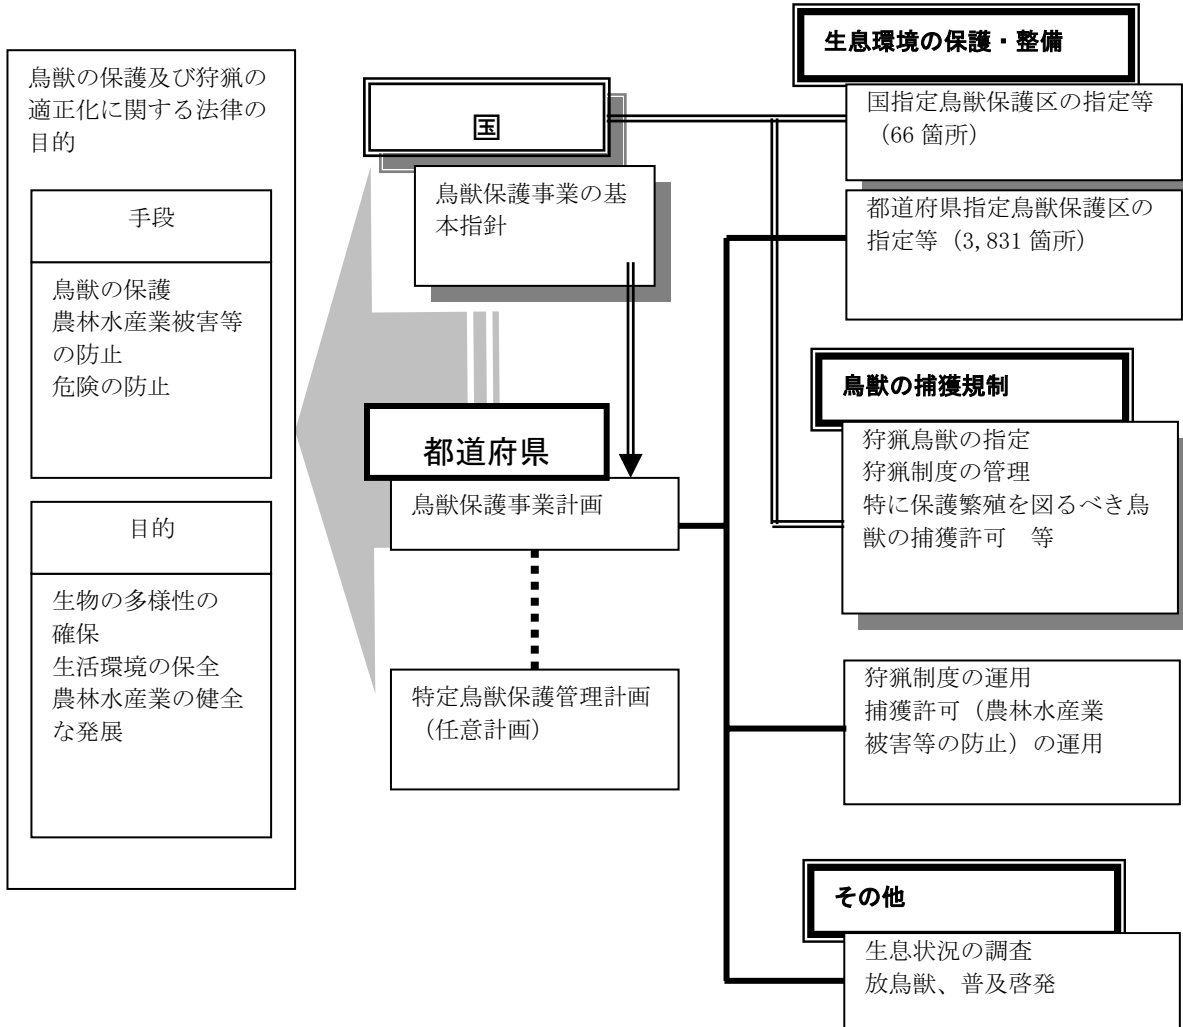 鳥獣の保護及び狩猟の
適正化に関する法律の
目的
手段
鳥獣の保護
農林水産業被害等
の防止
危険の防止
目的
生物の多様性の
確保
生活環境の保全
農林水産業の健全
な発展
国
鳥獣保護事業の基
本指針
都道府県
鳥獣保護事業計画
特定鳥獣保護管理計画
（任意計画）
生息環境の保護・整備
国指定鳥獣保護区の指定等
（66 箇所）
都道府県指定鳥獣保護区の
指定等（3,831 箇所）
鳥獣の捕獲規制
狩猟鳥獣の指定
狩猟制度の管理
特に保護繁殖を図るべき鳥
獣の捕獲許可　等
狩猟制度の運用
捕獲許可（農林水産業
被害等の防止）の運用
その他
生息状況の調査
放鳥獣、普及啓発